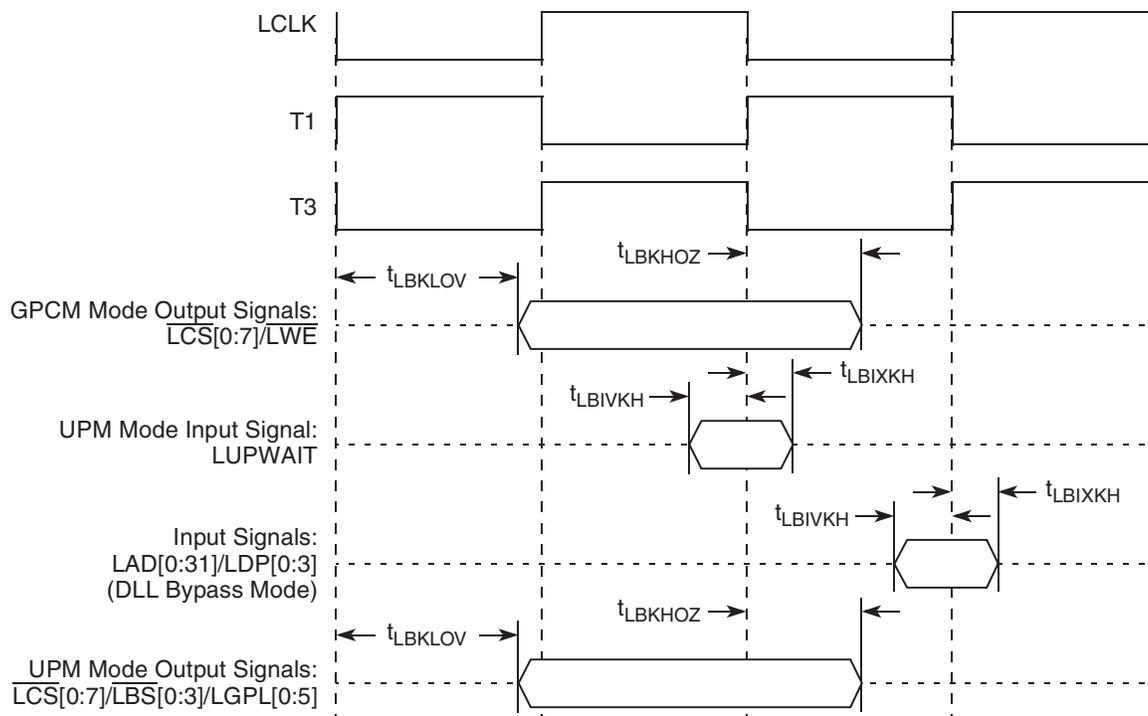 LCLK
T1
T3
tLBKHOZ
tLBKLOV
GPCM Mode Output Signals:
LCS[0:7]/LWE
tLBIXKH
tLBIVKH
UPM Mode Input Signal:
LUPWAIT
tLBIXKH
tLBIVKH
Input Signals:
LAD[0:31]/LDP[0:3]
(DLL Bypass Mode)
tLBKHOZ
tLBKLOV
UPM Mode Output Signals:
LCS[0:7]/LBS[0:3]/LGPL[0:5]